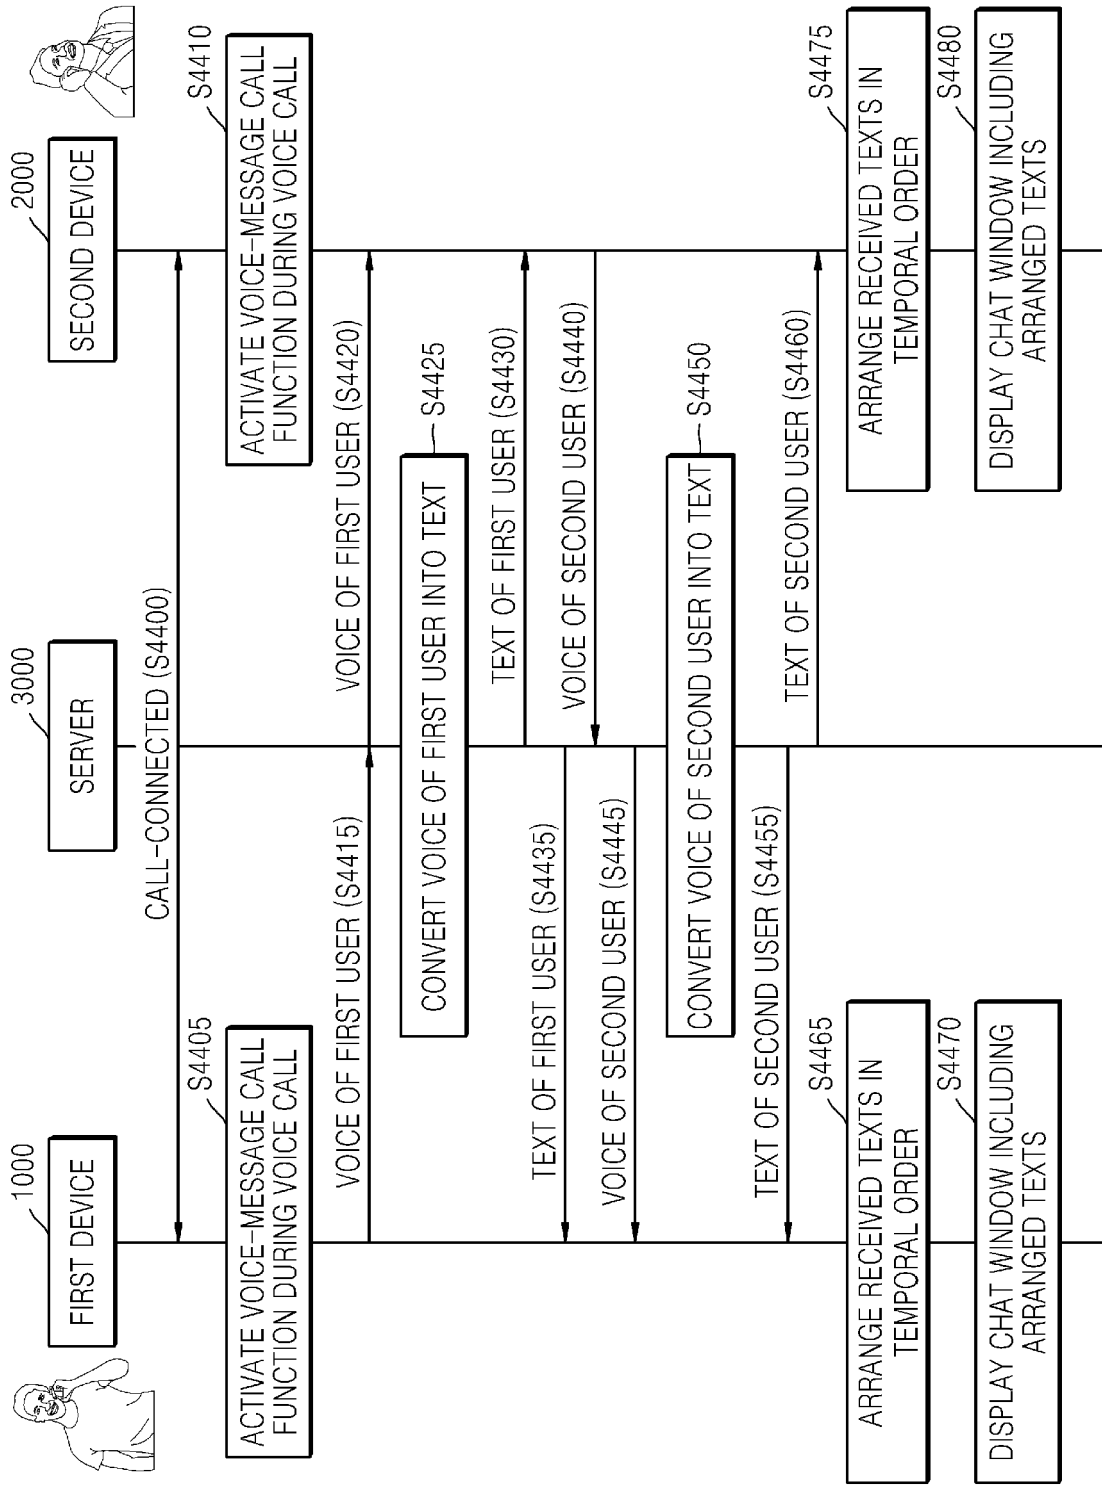 1000
FIRST DEVICE
3000
SERVER
2000
SECOND DEVICE
CALL-CONNECTED (S4400)
S4405
ACTIVATE VOICE-MESSAGE CALL
FUNCTION DURING VOICE CALL
S4410
ACTIVATE VOICE-MESSAGE CALL
FUNCTION DURING VOICE CALL
VOICE OF FIRST USER (S4415)
VOICE OF FIRST USER (S4420)
CONVERT VOICE OF FIRST USER INTO TEXT
S4425
TEXT OF FIRST USER (S4430)
TEXT OF FIRST USER (S4435)
VOICE OF SECOND USER (S4440)
VOICE OF SECOND USER (S4445)
CONVERT VOICE OF SECOND USER INTO TEXT
S4450
TEXT OF SECOND USER (S4455)
TEXT OF SECOND USER (S4460)
S4465
ARRANGE RECEIVED TEXTS IN
TEMPORAL ORDER
S4475
ARRANGE RECEIVED TEXTS IN
TEMPORAL ORDER
S4470
DISPLAY CHAT WINDOW INCLUDING
ARRANGED TEXTS
S4480
DISPLAY CHAT WINDOW INCLUDING
ARRANGED TEXTS